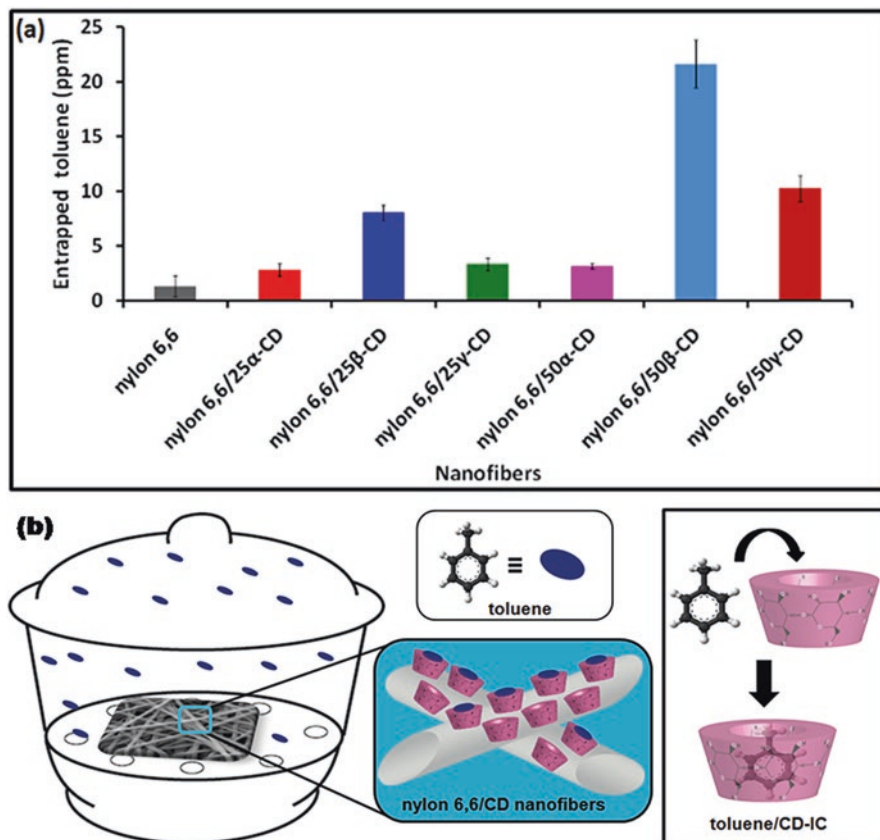 (a)
Entrapped toluene (ppm)
25
20
15
10
5
0
nylon 6,6
nylon 6,6/25α-CD
nylon 6,6/25β-CD
nylon 6,6/25γ-CD
nylon 6,6/50α-CD
nylon 6,6/50β-CD
nylon 6,6/50γ-CD
Nanofibers
(b)
≡
toluene
nylon 6,6/CD nanofibers
toluene/CD-IC